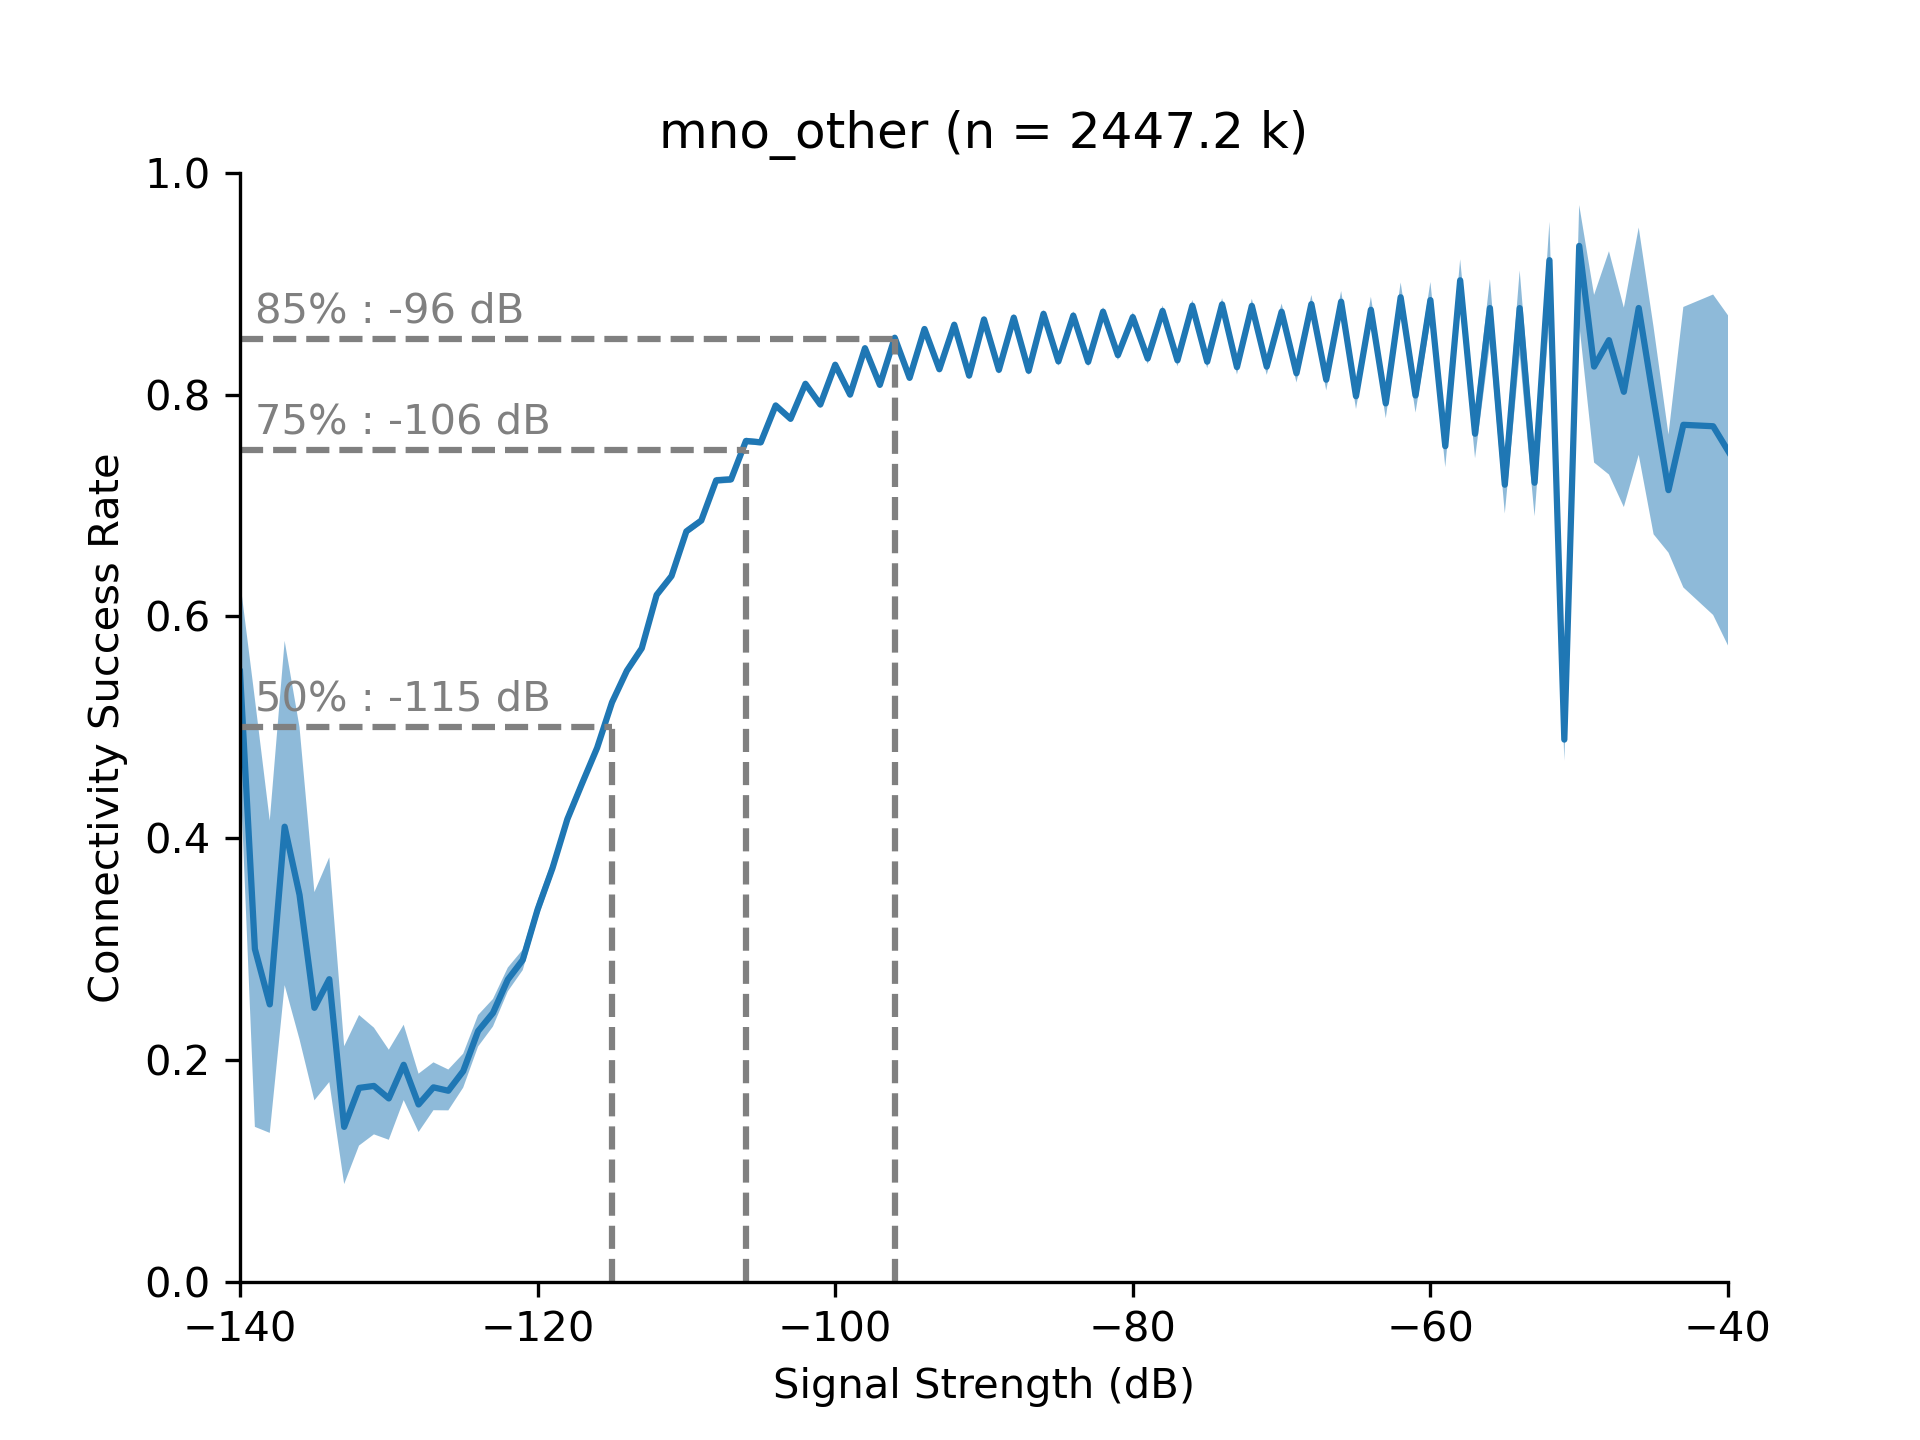 mno_other (n = 2447.2 k)
1.0
0.8
0.6
0.4
0.2
0.0
Connectivity Success Rate
85% : -96 dB
75% : -106 dB
50% : -115 dB
−140 −120 −100 −80 −60 −40
Signal Strength (dB)